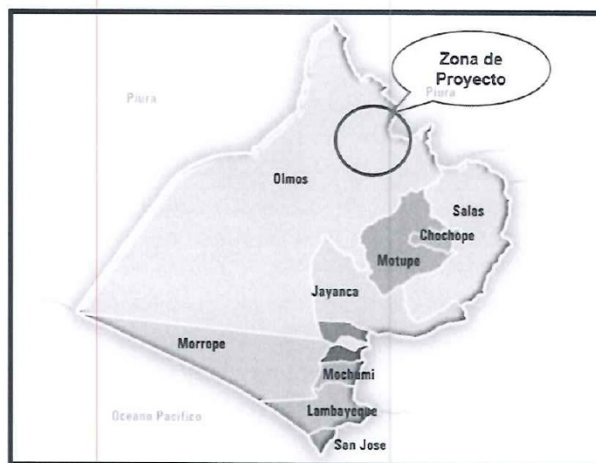 Zona de
Proyecto
Piura
Piura
Olmos
Salas
Chochope
Motupe
Jayanca
Morrope
Mochumi
Lambayeque
Oceano Pacifico
San Jose